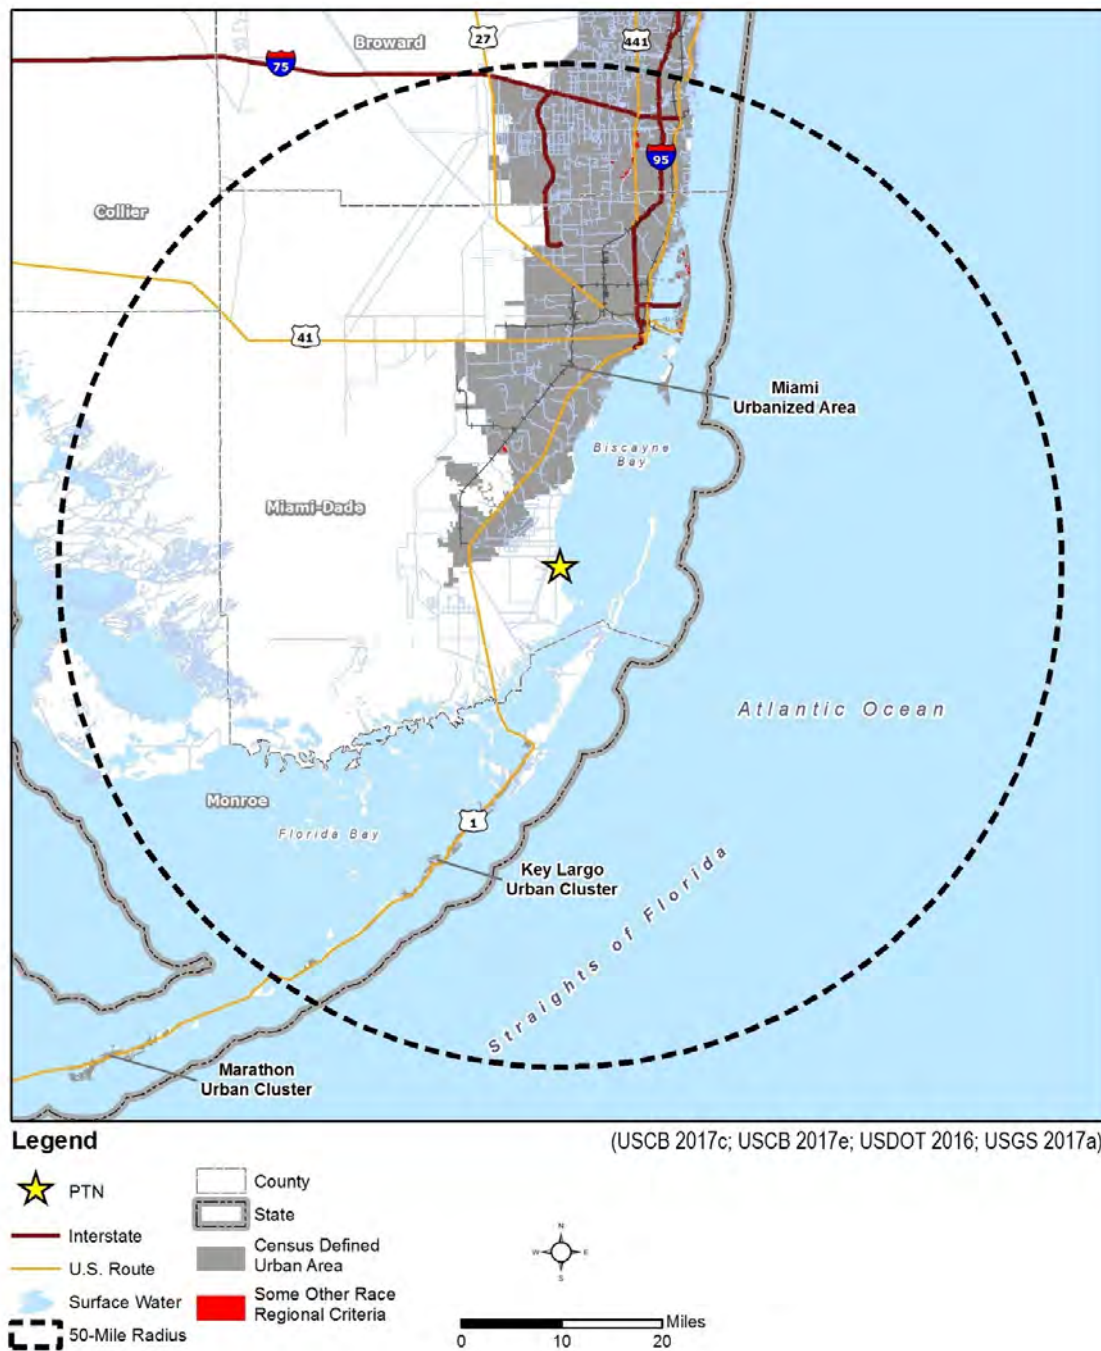 Broward
27
441
75
95
Collier
41
Miami
Urbanized Area
Biscayne
Bay
Miami-Dade
Atlantic Ocean
Monroe
Florida Bay
1
Key Largo
Urban Cluster
Straights of Florida
Marathon
Urban Cluster
Legend
(USCB 2017c; USCB 2017e; USDOT 2016; USGS 2017a)
PTN
Interstate
U.S. Route
Surface Water
50-Mile Radius
County
State
Census Defined
Urban Area
Some Other Race
Regional Criteria
N
W E
S
Miles
0 10 20